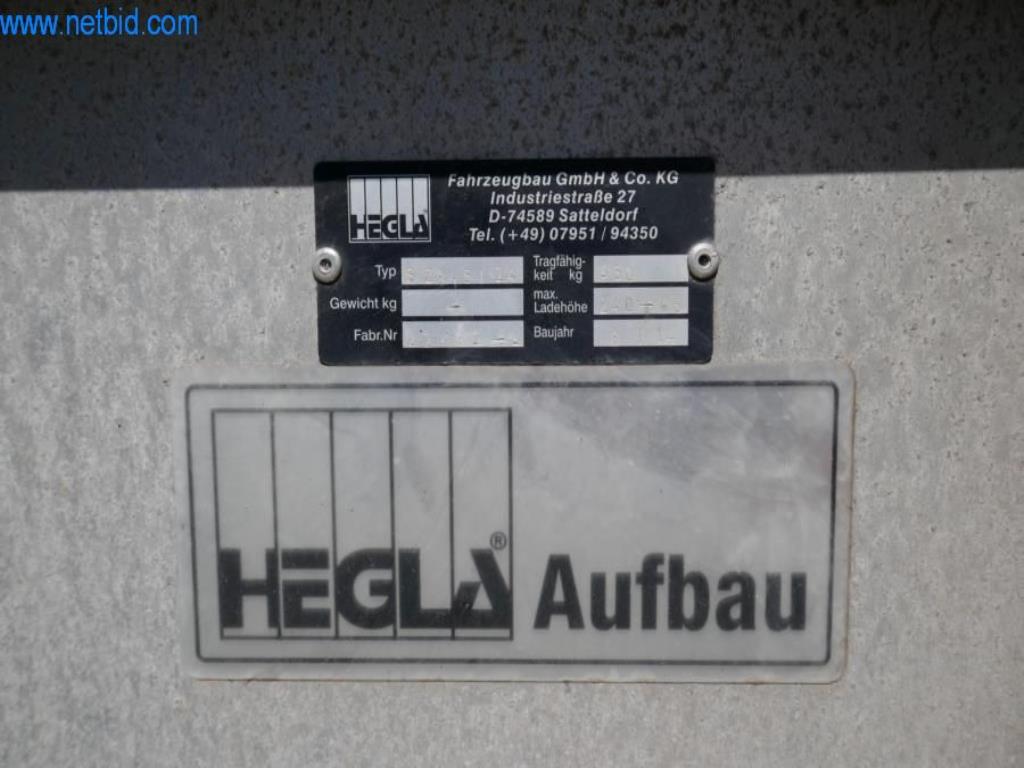 www.netbid.com
HEGLA
Fahrzeugbau GmbH & Co. KG
Industriestraße 27
D-74589 Satteldorf
Tel. (+49) 07951 / 94350
Typ
Tragfähig-
keit kg
Gewicht kg -
max.
Ladehöhe
Fabr.Nr
Baujahr
HEGLA® Aufbau